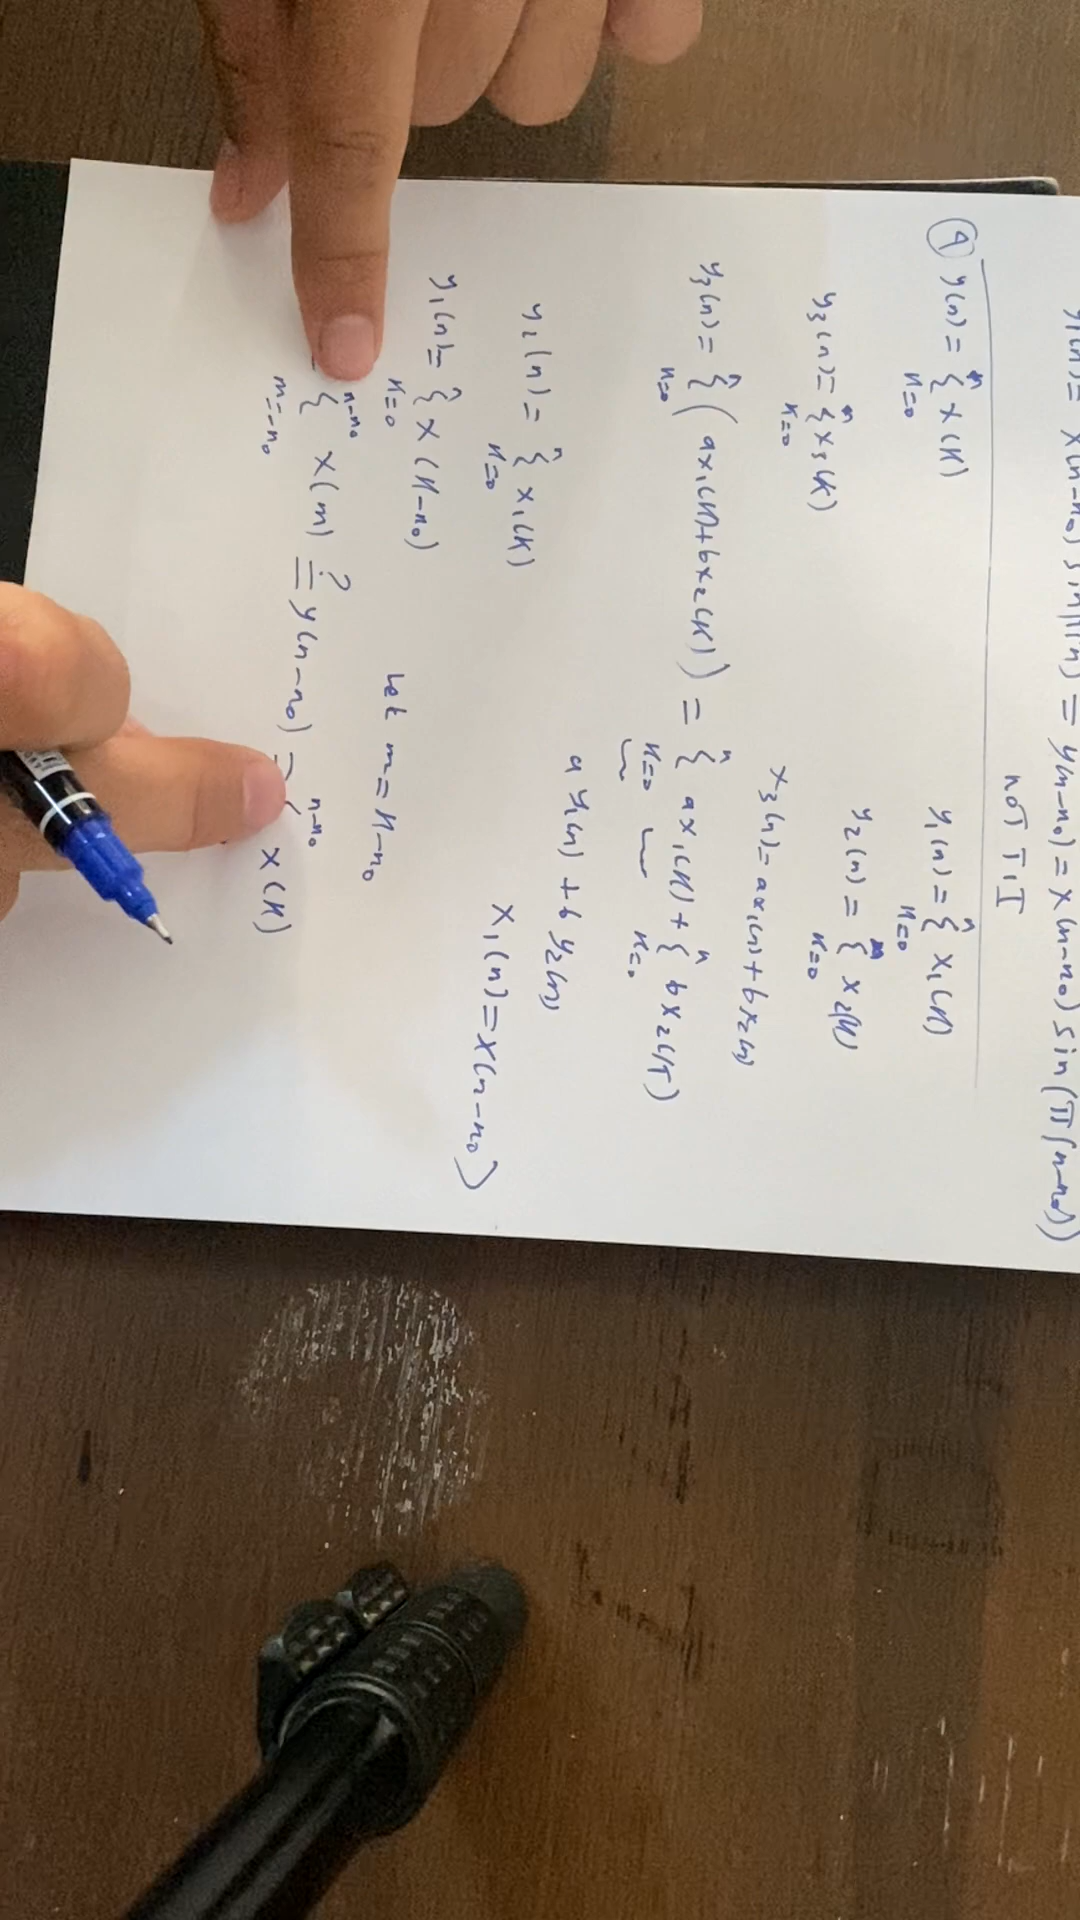 y1(n) = x(n-n0) sin(πn) = y(n-n0) = x(n-n0) sin(π(n-n0))
not T.I
④ y(n) = Σ_{k=0}^{n} x(k)
y1(n) = Σ_{k=0}^{n} x1(k)
y2(n) = Σ_{k=0}^{n} x2(k)
y3(n) = Σ_{k=0}^{n} x3(k)
x3(n) = ax1(n) + bx2(n)
y3(n) = Σ_{k=0}^{n} (ax1(k) + bx2(k)) = Σ_{k=0}^{n} ax1(k) + Σ_{k=0}^{n} bx2(k)
a y1(n) + b y2(n)
y2(n) = Σ_{k=0}^{n} x1(k)
x1(n) = x(n-n0)
y1(n) = Σ_{k=0}^{n} x(k-n0)
Let m = k-n0
Σ_{m=-n0}^{n-n0} x(m) ?= y(n-n0) = Σ^{n-n0} x(k)